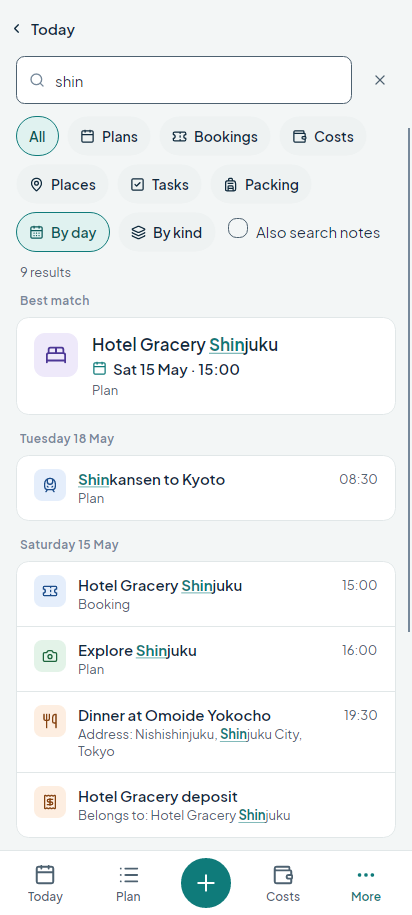 Today
shin
All
Plans
Bookings
Costs
Places
Tasks
Packing
By day
By kind
Also search notes
9 results
Best match
Hotel Gracery Shinjuku
Sat 15 May · 15:00
Plan
Tuesday 18 May
Shinkansen to Kyoto
08:30
Plan
Saturday 15 May
Hotel Gracery Shinjuku
15:00
Booking
Explore Shinjuku
16:00
Plan
Dinner at Omoide Yokocho
19:30
Address: Nishishinjuku, Shinjuku City,
Tokyo
Hotel Gracery deposit
Belongs to: Hotel Gracery Shinjuku
Today
Plan
Costs
More